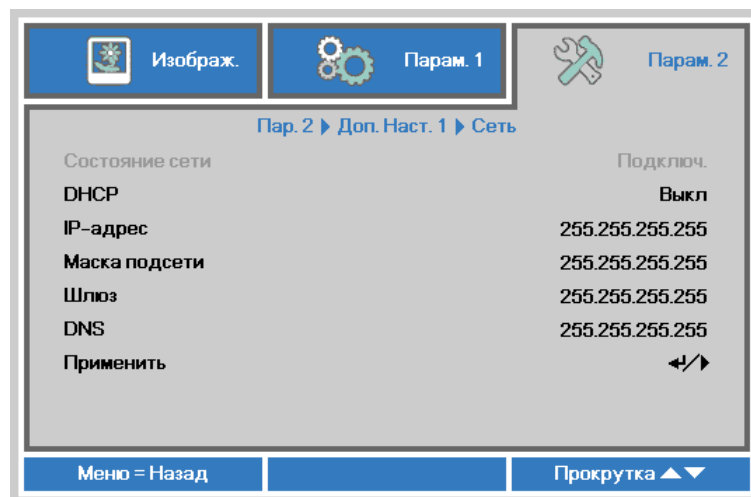 Изображ. Парам. 1 Парам. 2
Пар. 2 ▶ Доп. Наст. 1 ▶ Сеть
Состояние сети Подключ.
DHCP Выкл
IP-адрес 255.255.255.255
Маска подсети 255.255.255.255
Шлюз 255.255.255.255
DNS 255.255.255.255
Применить ↵/▶
Меню = Назад Прокрутка ▲▼